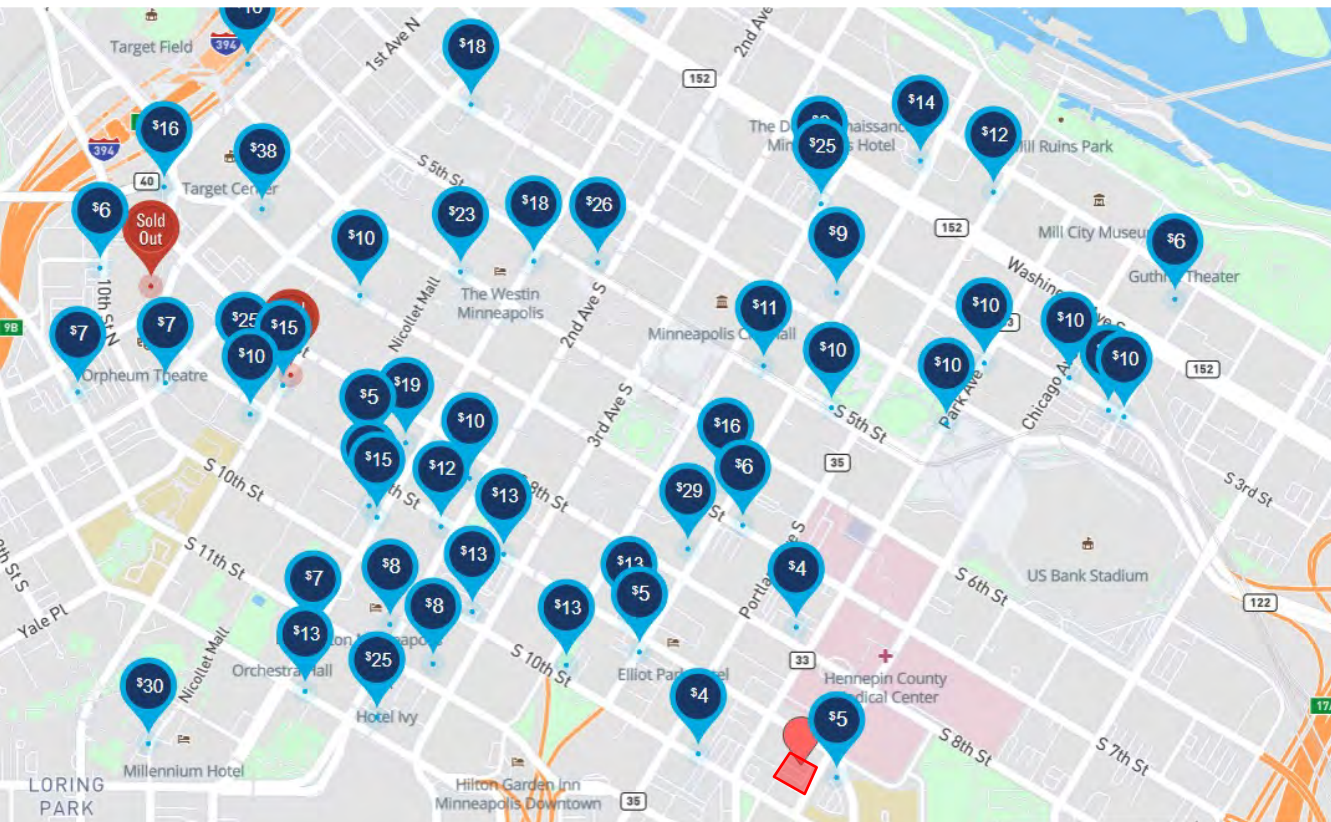 Target Field
394
1st Ave N
$18
2nd Ave
152
$16
394
$38
40
Target Center
S 5th St
$14
$25
$12
Mill Ruins Park
$6
Sold
Out
$23
$18
$26
$10
$9
152
Mill City Museum
$6
Guthrie Theater
Washington Ave S
10th St N
Nicollet Mall
The Westin
Minneapolis
2nd Ave S
$11
Minneapolis City Hall
$10
$10
9B
$7
$7
$25
$15
$10
Orpheum Theatre
$10
$10
$10
152
Park Ave
Chicago Ave
$5
$19
$10
3rd Ave S
$16
S 5th St
35
S 10th St
$15
$12
$13
S 8th St
$29
$6
S 3rd St
S 11th St
$7
$8
$13
$13
$5
$4
US Bank Stadium
S 6th St
122
Yale Pl
$13
$8
$13
Portland Ave S
Orchestra Hall
$25
S 10th St
Elliot Park Hotel
33
Hennepin County
Medical Center
$30
Nicollet Mall
Hotel Ivy
$4
$5
S 8th St
S 7th St
Millennium Hotel
LORING
PARK
Hilton Garden Inn
Minneapolis Downtown
35